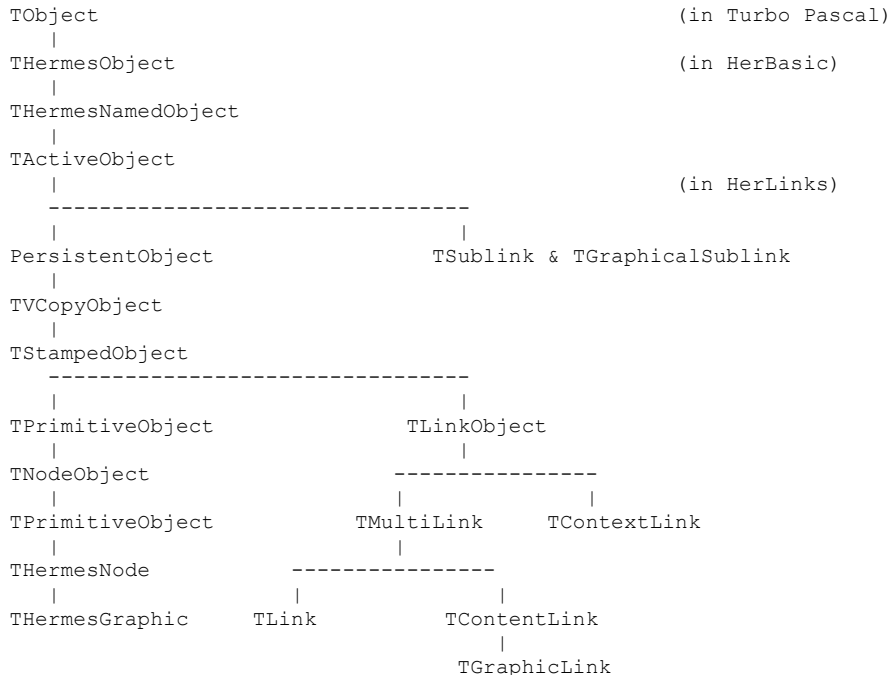 TObject (in Turbo Pascal)
|
THermesObject (in HerBasic)
|
THermesNamedObject
|
TActiveObject
| (in HerLinks)
---------------------------------
| |
PersistentObject TSublink & TGraphicalSublink
|
TVCopyObject
|
TStampedObject
---------------------------------
| |
TPrimitiveObject TLinkObject
| |
TNodeObject ----------------
| | |
TPrimitiveObject TMultiLink TContextLink
| |
THermesNode ----------------
| | |
THermesGraphic TLink TContentLink
|
TGraphicLink